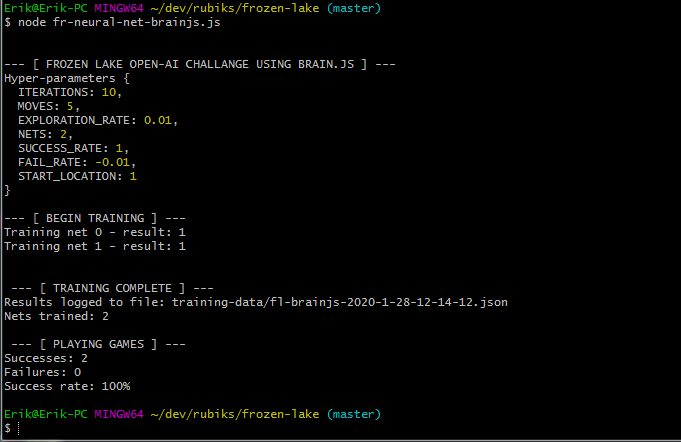 Erik@Erik-PC MINGW64 ~/dev/rubiks/frozen-lake (master)
$ node fr-neural-net-brainjs.js
--- [ FROZEN LAKE OPEN-AI CHALLANGE USING BRAIN.JS ] ---
Hyper-parameters {
  ITERATIONS: 10,
  MOVES: 5,
  EXPLORATION_RATE: 0.01,
  NETS: 2,
  SUCCESS_RATE: 1,
  FAIL_RATE: -0.01,
  START_LOCATION: 1
}
--- [ BEGIN TRAINING ] ---
Training net 0 - result: 1
Training net 1 - result: 1
--- [ TRAINING COMPLETE ] ---
Results logged to file: training-data/fl-brainjs-2020-1-28-12-14-12.json
Nets trained: 2
--- [ PLAYING GAMES ] ---
Successes: 2
Failures: 0
Success rate: 100%
Erik@Erik-PC MINGW64 ~/dev/rubiks/frozen-lake (master)
$